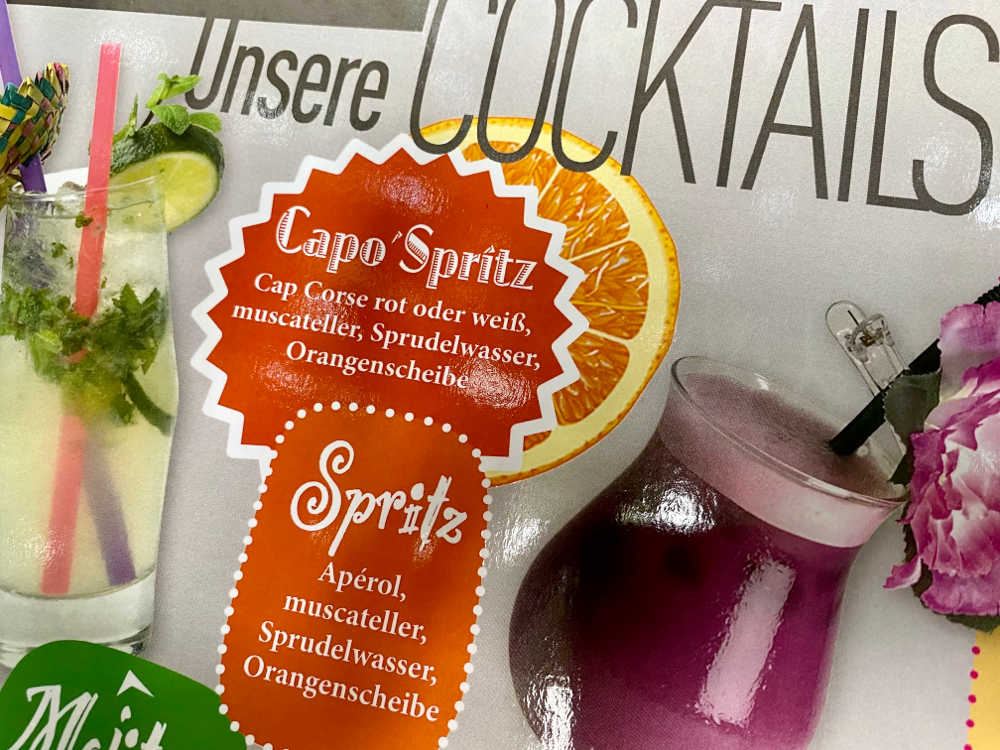 Unsere COCKTAILS
Capo'Spritz
Cap Corse rot oder weiß,
muscateller, Sprudelwasser,
Orangenscheibe
Spritz
Apérol,
muscateller,
Sprudelwasser,
Orangenscheibe